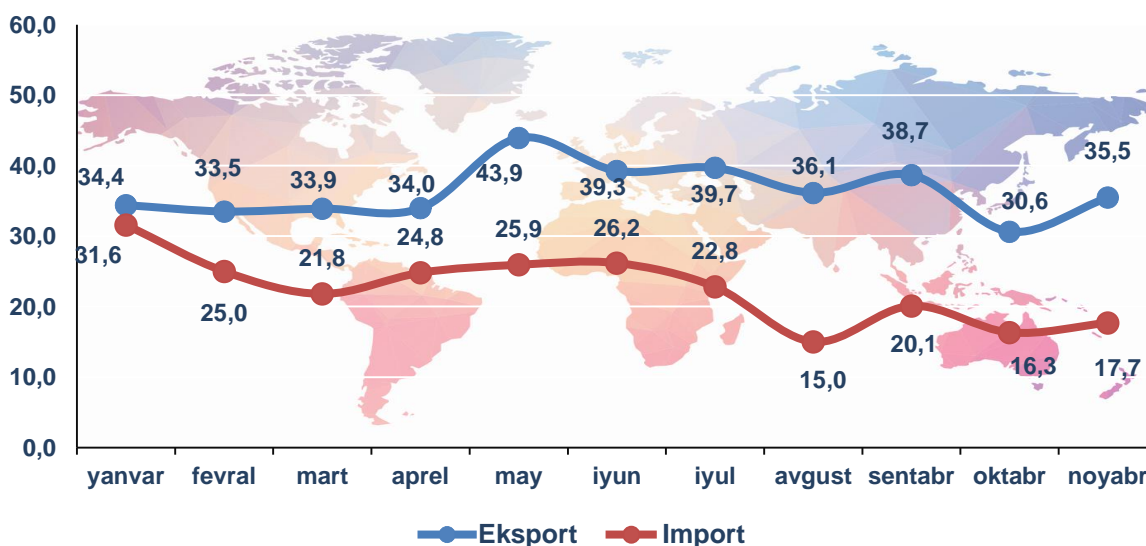 60,0
50,0
40,0
30,0
20,0
10,0
0,0
34,4 33,5 33,9 34,0 43,9 39,3 39,7 36,1 38,7 30,6 35,5
31,6 25,0 21,8 24,8 25,9 26,2 22,8 15,0 20,1 16,3 17,7
yanvar fevral mart aprel may iyun iyul avgust sentabr oktabr noyabr
Eksport Import